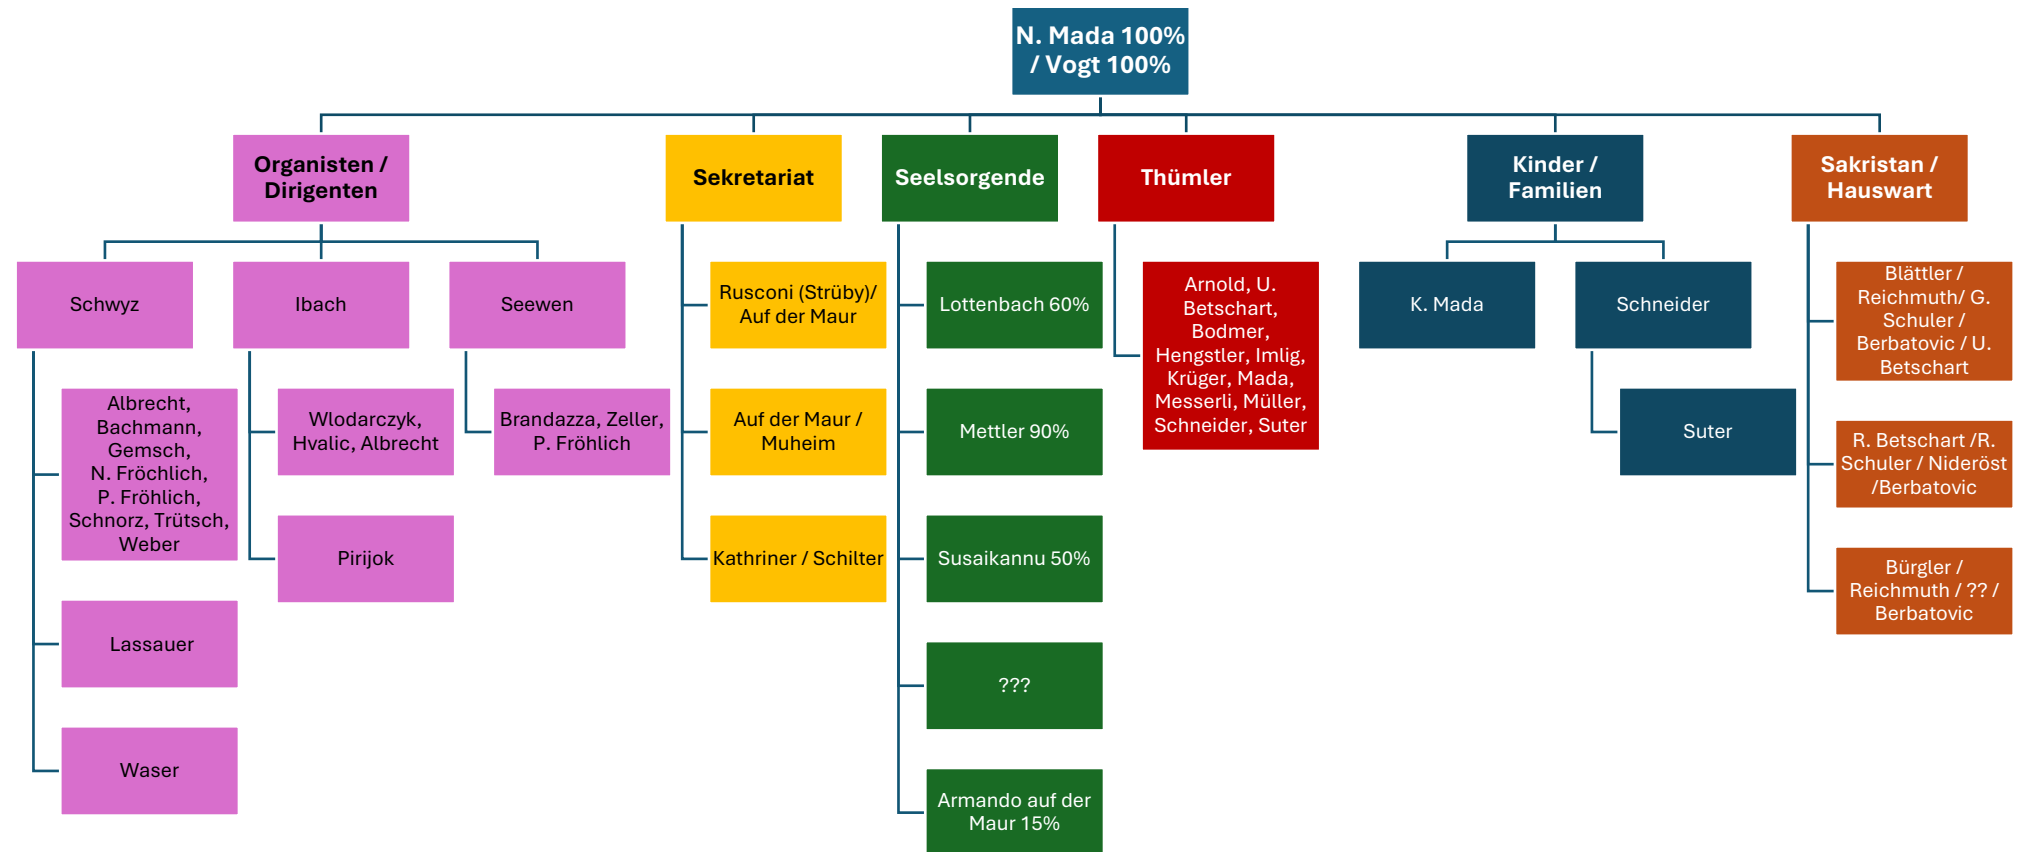 N. Mada 100%
/ Vogt 100%
Organisten /
Dirigenten
Sekretariat
Seelsorgende
Thümler
Kinder /
Familien
Sakristan /
Hauswart
Schwyz
Ibach
Seewen
Albrecht,
Bachmann,
Gemsch,
N. Fröchlich,
P. Fröhlich,
Schnorz, Trütsch,
Weber
Lassauer
Waser
Wlodarczyk,
Hvalic, Albrecht
Pirijok
Brandazza, Zeller,
P. Fröhlich
Rusconi (Strüby)/
Auf der Maur
Auf der Maur /
Muheim
Kathriner / Schilter
Lottenbach 60%
Mettler 90%
Susaikannu 50%
???
Armando auf der
Maur 15%
Arnold, U.
Betschart,
Bodmer,
Hengstler, Imlig,
Krüger, Mada,
Messerli, Müller,
Schneider, Suter
K. Mada
Schneider
Suter
Blättler /
Reichmuth/ G.
Schuler /
Berbatovic / U.
Betschart
R. Betschart /R.
Schuler / Nideröst
/Berbatovic
Bürgler /
Reichmuth / ?? /
Berbatovic